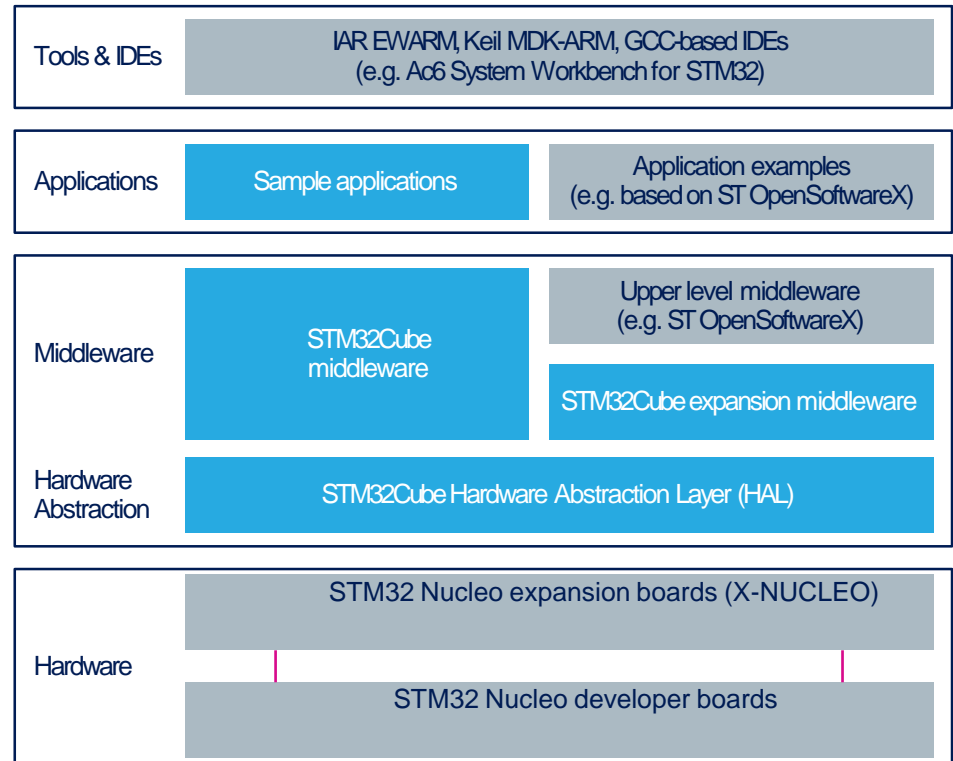 Tools & IDEs
IAR EWARM, Keil MDK-ARM, GCC-based IDEs
(e.g. Ac6 System Workbench for STM32)
Applications
Sample applications
Application examples
(e.g. based on ST OpenSoftwareX)
Middleware
STM32Cube
middleware
Upper level middleware
(e.g. ST OpenSoftwareX)
STM32Cube expansion middleware
Hardware
Abstraction
STM32Cube Hardware Abstraction Layer (HAL)
Hardware
STM32 Nucleo expansion boards (X-NUCLEO)
STM32 Nucleo developer boards